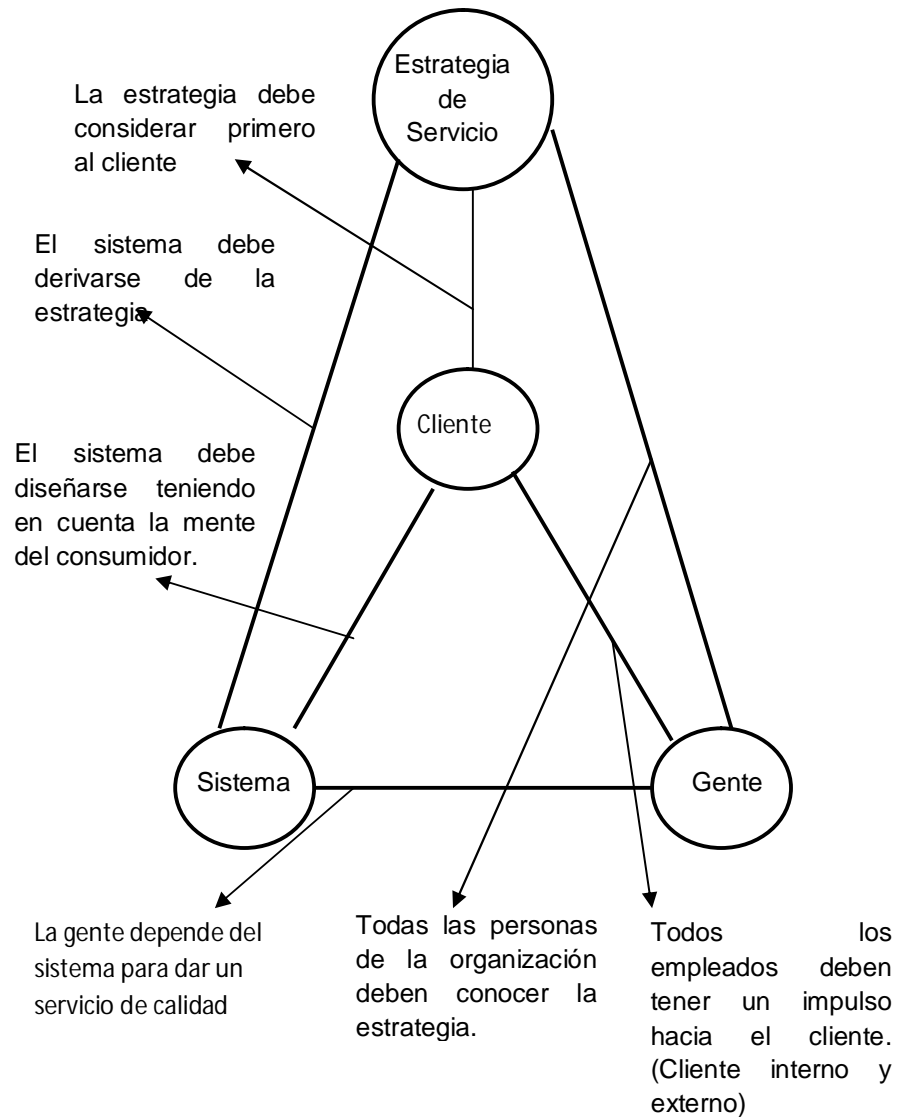 Estrategia
de
Servicio
La estrategia debe
considerar primero
al cliente
El sistema debe
derivarse de la
estrategia
Cliente
El sistema debe
diseñarse teniendo
en cuenta la mente
del consumidor.
Sistema
Gente
La gente depende del
sistema para dar un
servicio de calidad
Todas las personas
de la organización
deben conocer la
estrategia.
Todos los
empleados deben
tener un impulso
hacia el cliente.
(Cliente interno y
externo)